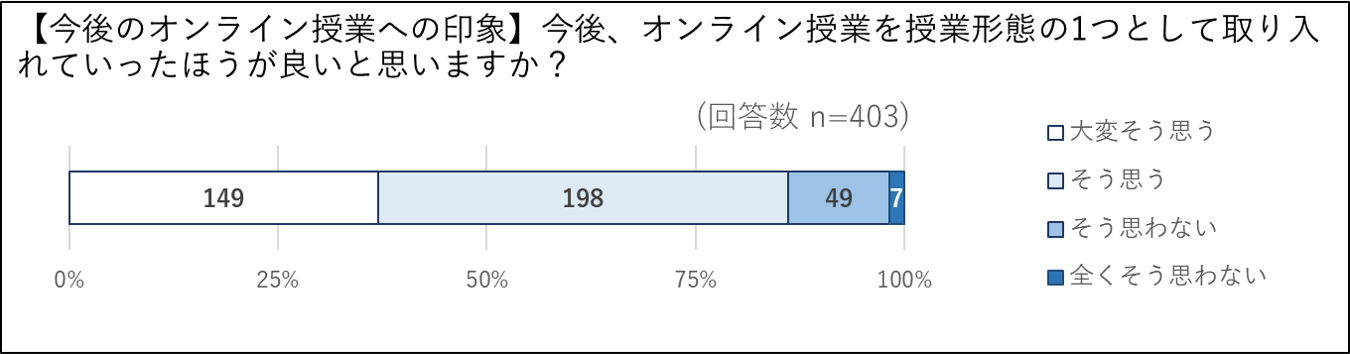 【今後のオンライン授業への印象】今後、オンライン授業を授業形態の1つとして取り入
れていったほうが良いと思いますか？
(回答数 n=403)
大変そう思う
そう思う
そう思わない
全くそう思わない
149 198 49 7
0% 25% 50% 75% 100%